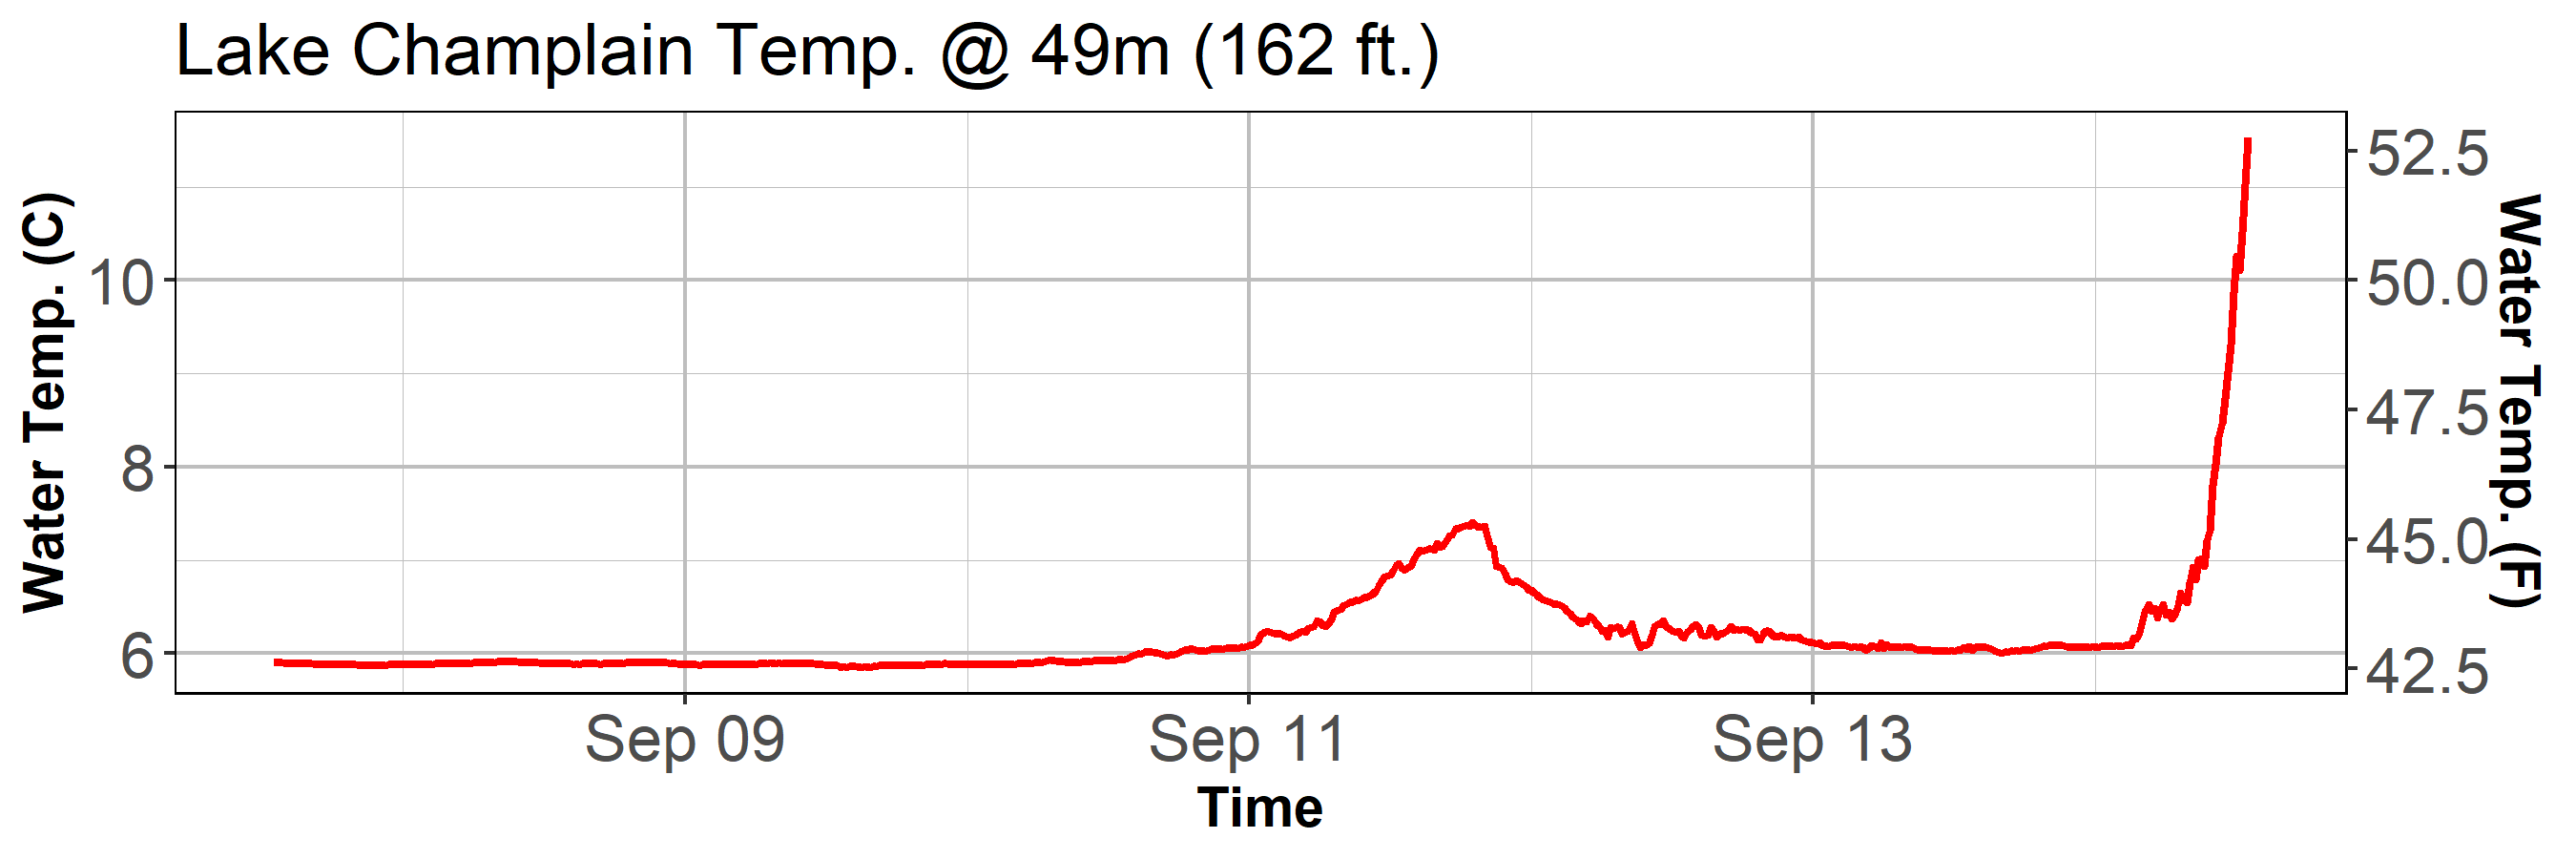 Lake Champlain Temp. @ 49m (162 ft.)
Water Temp. (C)
10
8
6
52.5
50.0
47.5
45.0
42.5
Water Temp. (F)
Sep 09 Sep 11 Sep 13
Time